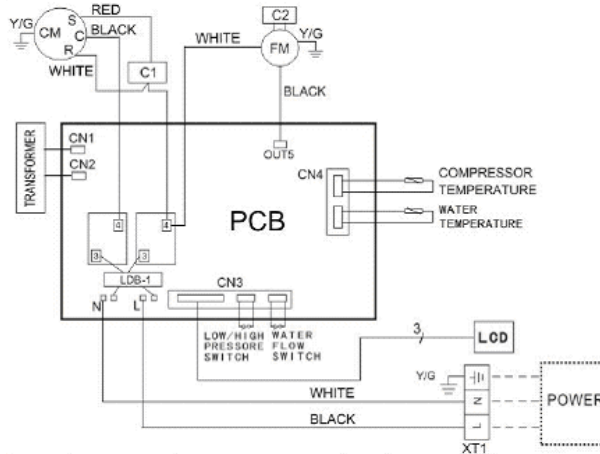 C2
RED
Y/G
S
CM
C
R
BLACK
WHITE
C1
WHITE
FM
Y/G
BLACK
TRANSFORMER
CN1
CN2
OUT5
CN4
COMPRESSOR
TEMPERATURE
WATER
TEMPERATURE
4
4
PCB
3
3
LDB-1
CN3
N
L
LOW/HIGH
PRESSURE
SWITCH
WATER
FLOW
SWITCH
3
LCD
Y/G
WHITE
N
POWER
BLACK
L
XT1